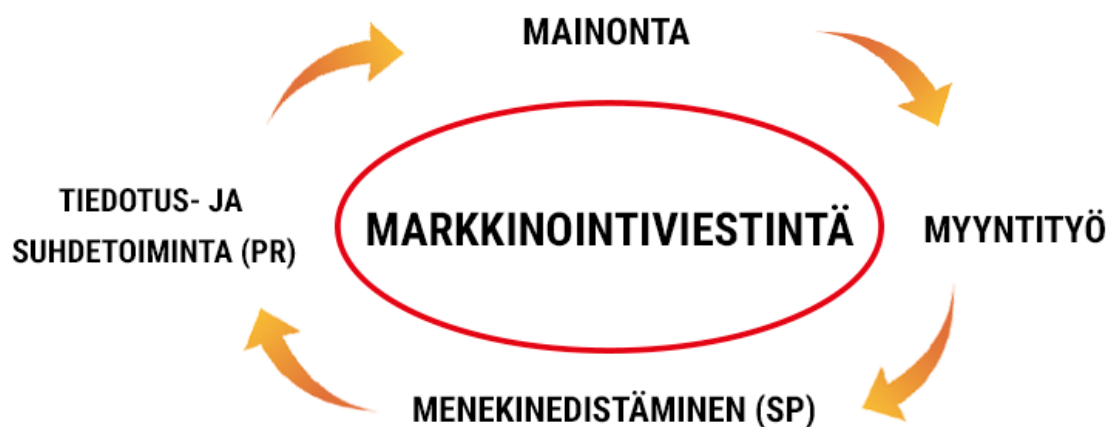 MAINONTA
TIEDOTUS- JA
SUHDETOIMINTA (PR)
MARKKINOINTIVIESTINTÄ
MYYNTITYÖ
MENEKINEDISTÄMINEN (SP)